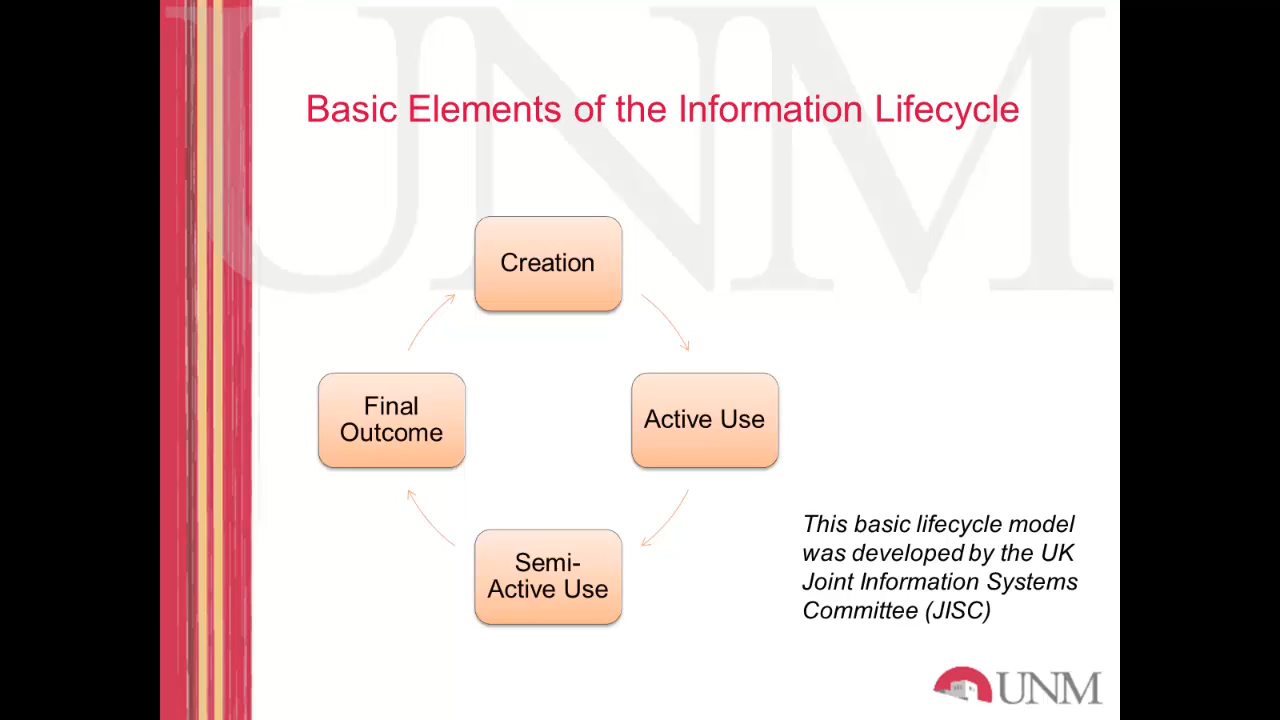 UNM
Basic Elements of the Information Lifecycle
Creation
Active Use
Semi-
Active Use
Final
Outcome
This basic lifecycle model
was developed by the UK
Joint Information Systems
Committee (JISC)
UNM